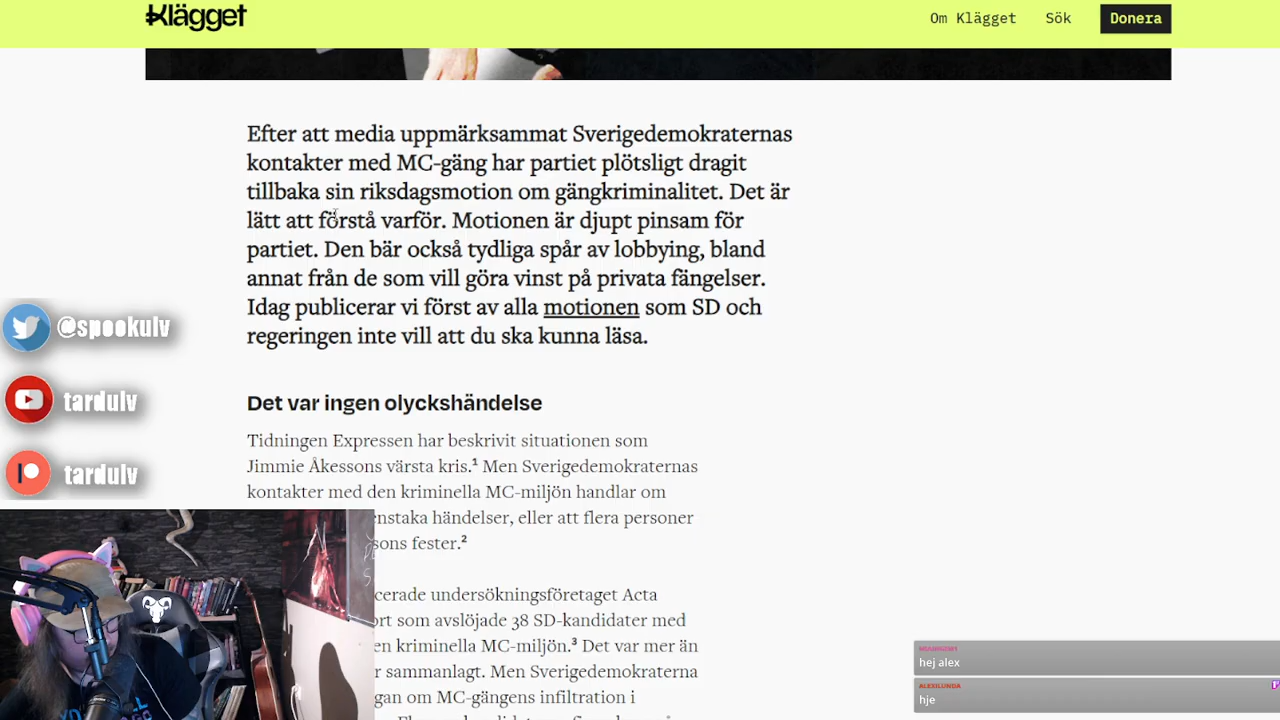 Klägget
Om Klägget
Sök
Donera
Efter att media uppmärksammat Sverigedemokraternas
kontakter med MC-gäng har partiet plötsligt dragit
tillbaka sin riksdagsmotion om gängkriminalitet. Det är
lätt att förstå varför. Motionen är djupt pinsam för
partiet. Den bär också tydliga spår av lobbying, bland
annat från de som vill göra vinst på privata fängelser.
Idag publicerar vi först av alla motionen som SD och
regeringen inte vill att du ska kunna läsa.
Det var ingen olyckshändelse
Tidningen Expressen har beskrivit situationen som
Jimmie Åkessons värsta kris.¹ Men Sverigedemokraternas
kontakter med den kriminella MC-miljön handlar om
enstaka händelser, eller att flera personer
sons fester.²
cerade undersökningsföretaget Acta
ort som avslöjade 38 SD-kandidater med
en kriminella MC-miljön.³ Det var mer än
r sammanlagt. Men Sverigedemokraterna
gan om MC-gängens infiltration i
@spookulv
tardulv
tardulv
hej alex
ALEXILUNDA
hje